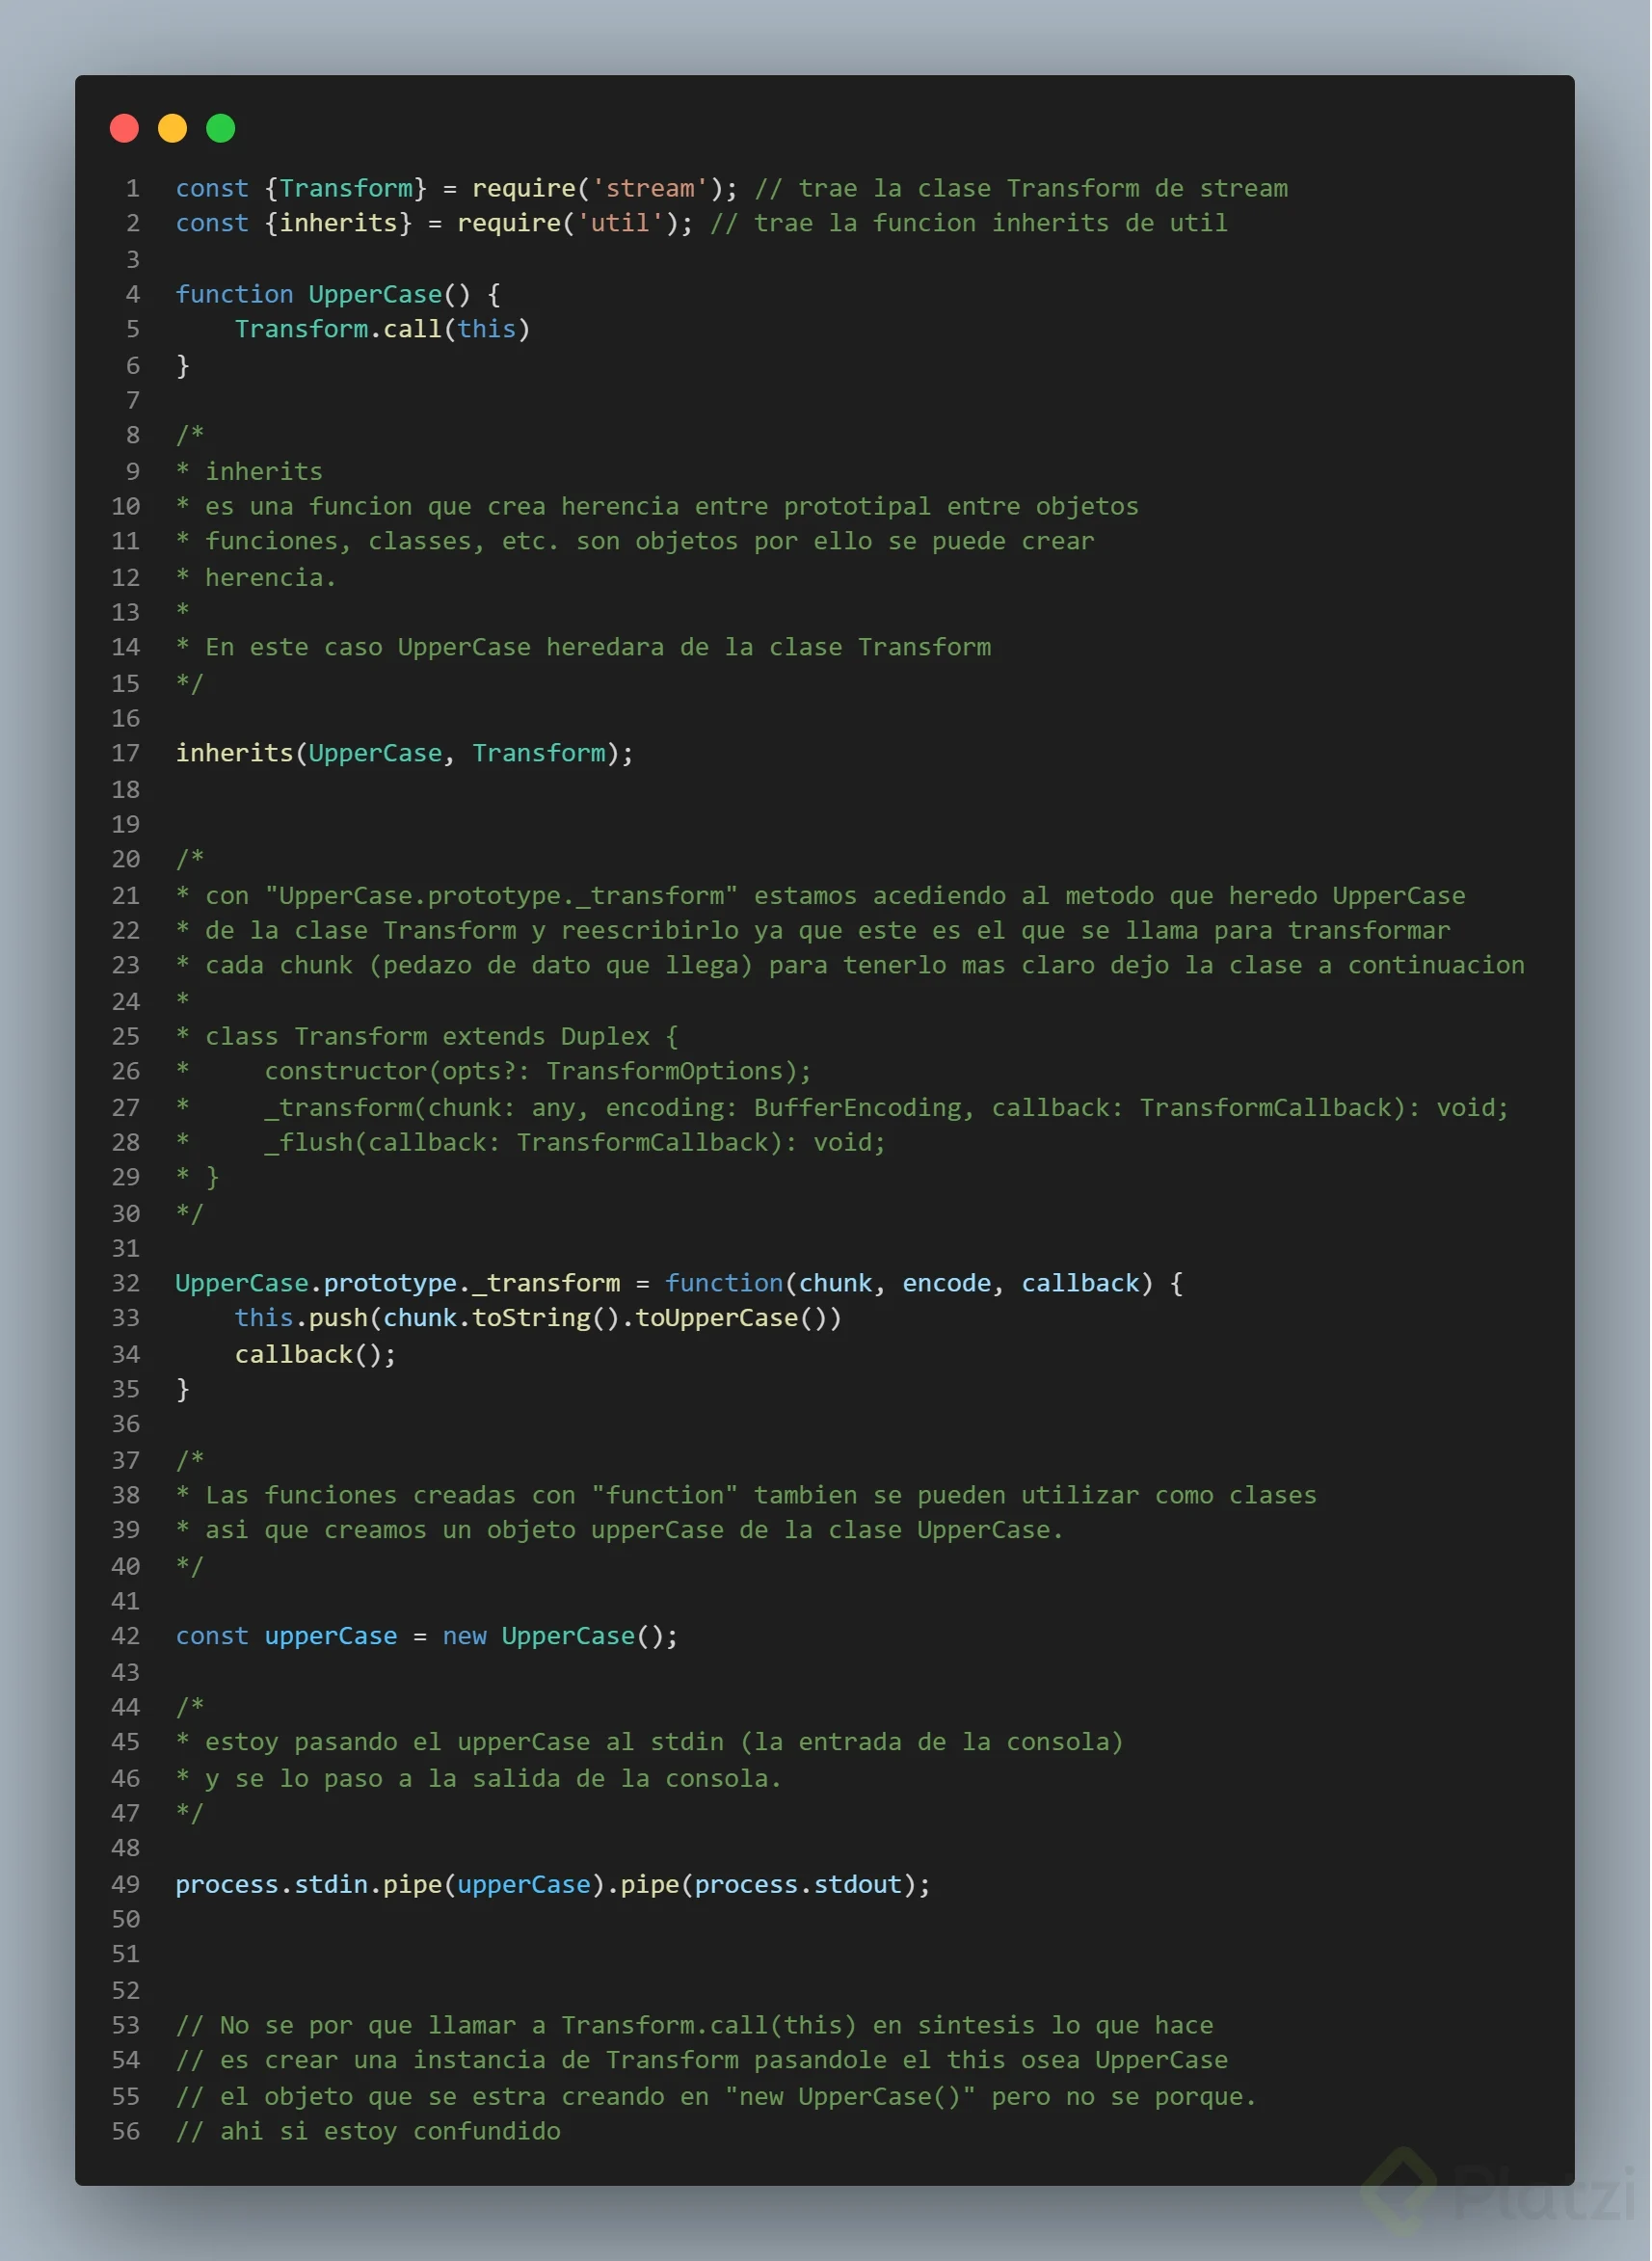 1 const {Transform} = require('stream'); // trae la clase Transform de stream
2 const {inherits} = require('util'); // trae la funcion inherits de util
3
4 function UpperCase() {
5     Transform.call(this)
6 }
7
8 /*
9 * inherits
10 * es una funcion que crea herencia entre prototipal entre objetos
11 * funciones, classes, etc. son objetos por ello se puede crear
12 * herencia.
13 *
14 * En este caso UpperCase heredara de la clase Transform
15 */
16
17 inherits(UpperCase, Transform);
18
19
20 /*
21 * con "UpperCase.prototype._transform" estamos acediendo al metodo que heredo UpperCase
22 * de la clase Transform y reescribirlo ya que este es el que se llama para transformar
23 * cada chunk (pedazo de dato que llega) para tenerlo mas claro dejo la clase a continuacion
24 *
25 * class Transform extends Duplex {
26 *     constructor(opts?: TransformOptions);
27 *     _transform(chunk: any, encoding: BufferEncoding, callback: TransformCallback): void;
28 *     _flush(callback: TransformCallback): void;
29 * }
30 */
31
32 UpperCase.prototype._transform = function(chunk, encode, callback) {
33     this.push(chunk.toString().toUpperCase())
34     callback();
35 }
36
37 /*
38 * Las funciones creadas con "function" tambien se pueden utilizar como clases
39 * asi que creamos un objeto upperCase de la clase UpperCase.
40 */
41
42 const upperCase = new UpperCase();
43
44 /*
45 * estoy pasando el upperCase al stdin (la entrada de la consola)
46 * y se lo paso a la salida de la consola.
47 */
48
49 process.stdin.pipe(upperCase).pipe(process.stdout);
50
51
52
53 // No se por que llamar a Transform.call(this) en sintesis lo que hace
54 // es crear una instancia de Transform pasandole el this osea UpperCase
55 // el objeto que se estra creando en "new UpperCase()" pero no se porque.
56 // ahi si estoy confundido
Platzi